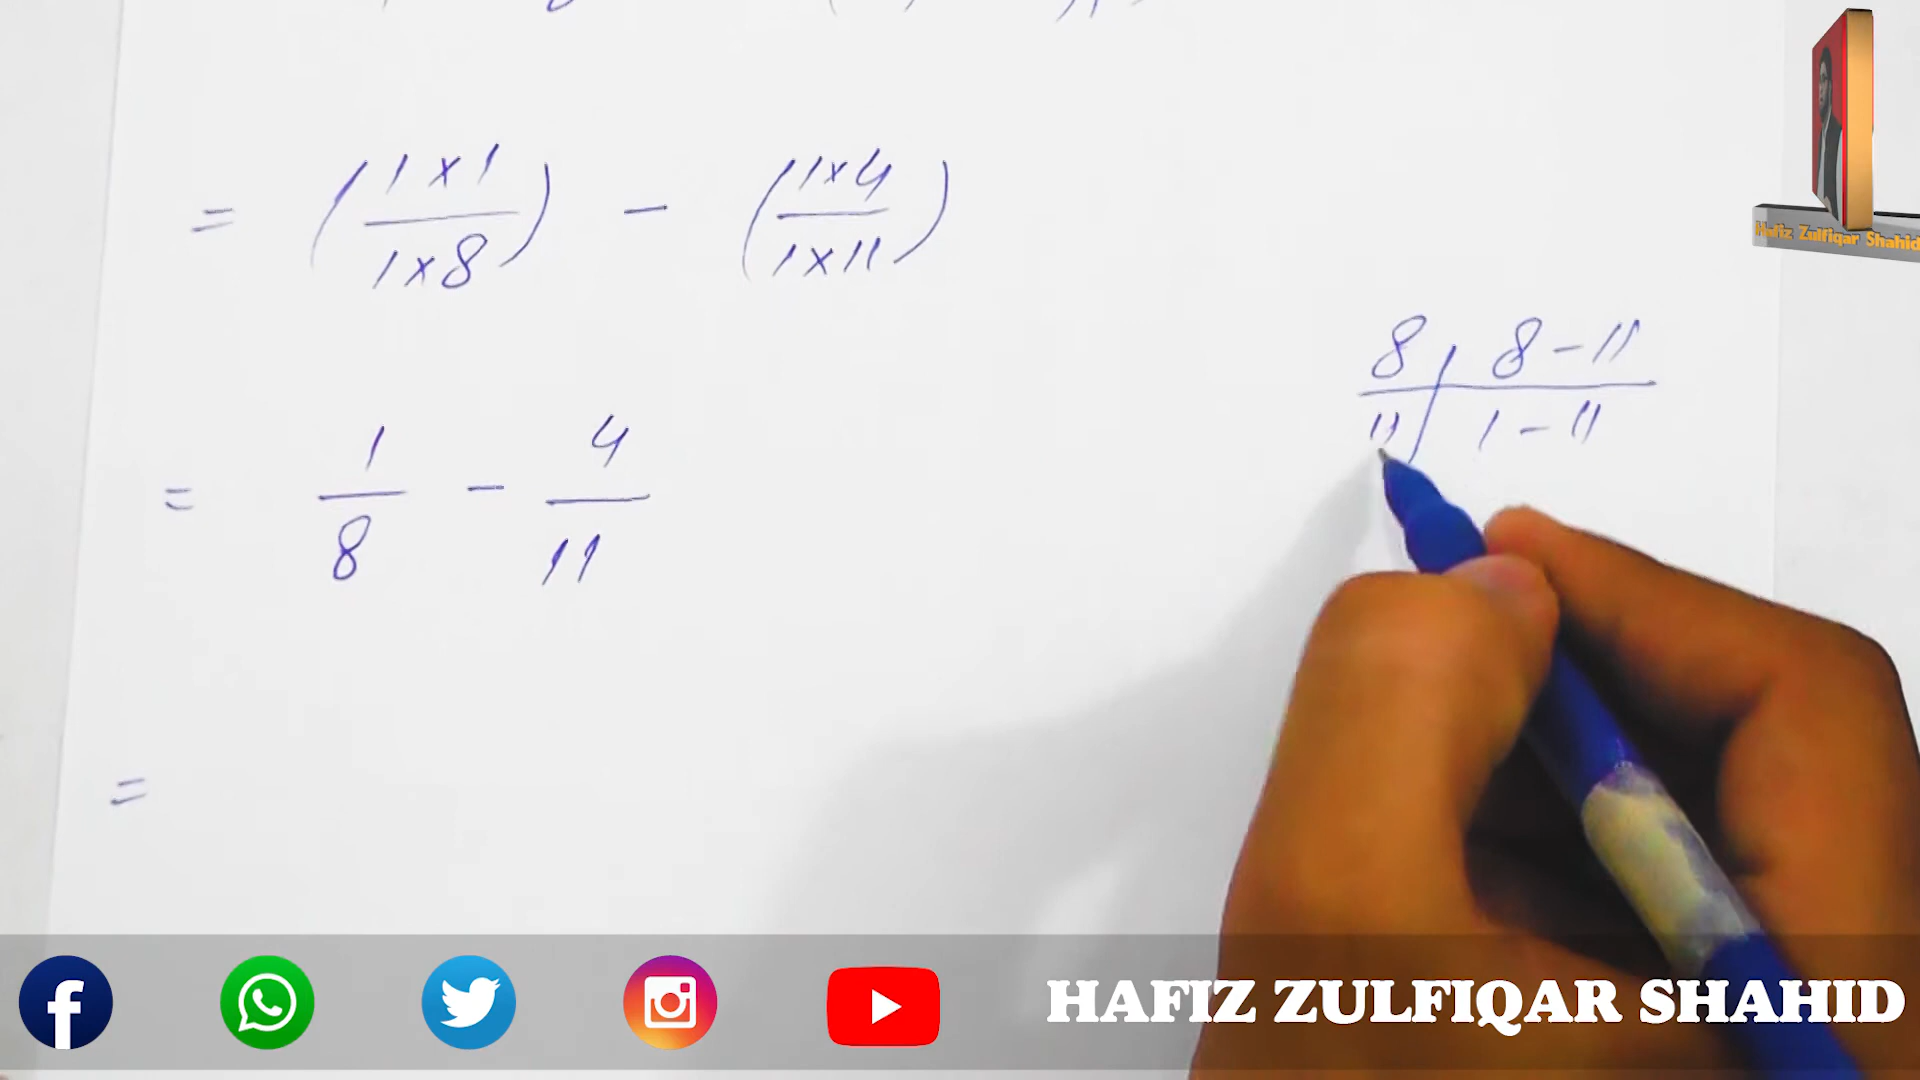 = (1×1/1×8) - (1×4/1×11)
8 | 8 - 11
11 | 1 - 11
= 1/8 - 4/11
=
Hafiz Zulfiqar Shahid
HAFIZ ZULFIQAR SHAHID